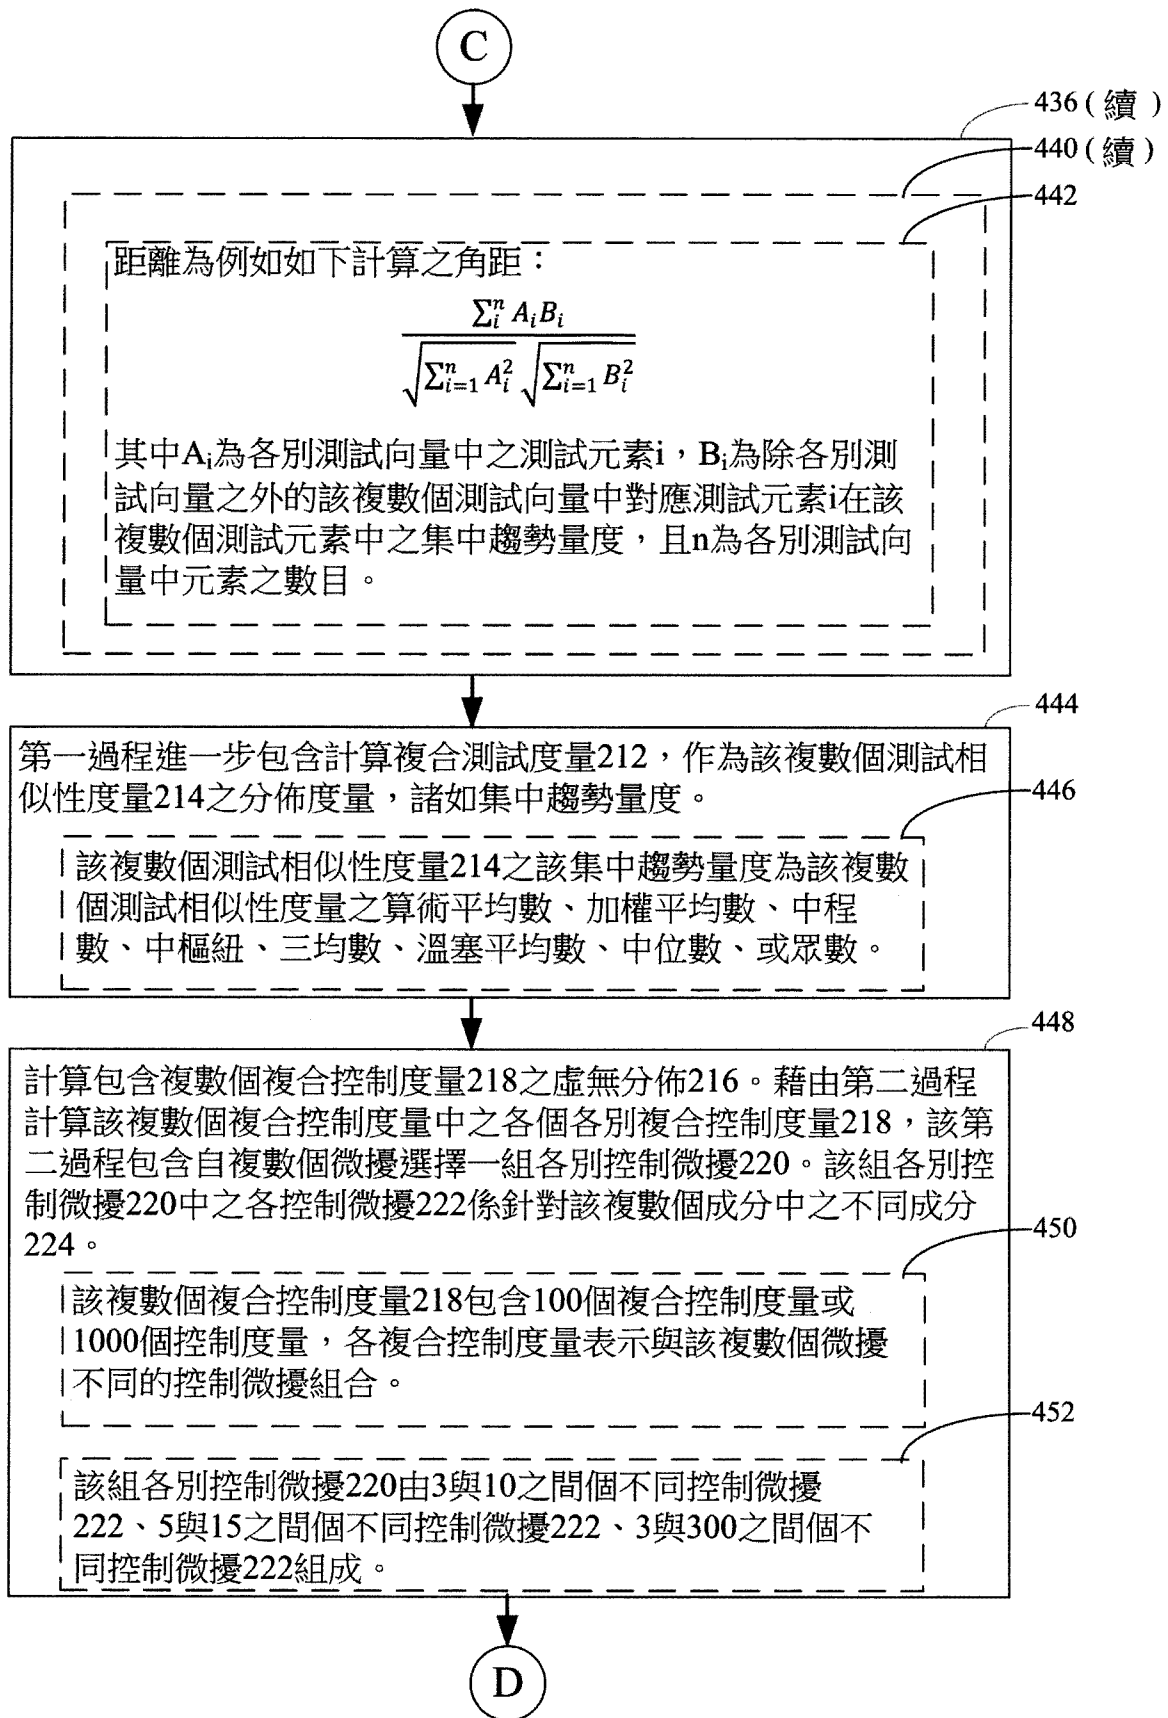 C
436(續)
440(續)
442
距離為例如如下計算之角距：
\frac{\sum_{i}^{n} A_i B_i}{\sqrt{\sum_{i=1}^{n} A_i^2} \sqrt{\sum_{i=1}^{n} B_i^2}}
其中Ai為各別測試向量中之測試元素i，Bi為除各別測
試向量之外的該複數個測試向量中對應測試元素i在該
複數個測試元素中之集中趨勢量度，且n為各別測試向
量中元素之數目。
444
第一過程進一步包含計算複合測試度量212，作為該複數個測試相
似性度量214之分佈度量，諸如集中趨勢量度。
446
該複數個測試相似性度量214之該集中趨勢量度為該複數
個測試相似性度量之算術平均數、加權平均數、中程
數、中樞紐、三均數、溫塞平均數、中位數、或眾數。
448
計算包含複數個複合控制度量218之虛無分佈216。藉由第二過程
計算該複數個複合控制度量中之各個各別複合控制度量218，該第
二過程包含自複數個微擾選擇一組各別控制微擾220。該組各別控
制微擾220中之各控制微擾222係針對該複數個成分中之不同成分
224。
450
該複數個複合控制度量218包含100個複合控制度量或
1000個控制度量，各複合控制度量表示與該複數個微擾
不同的控制微擾組合。
452
該組各別控制微擾220由3與10之間個不同控制微擾
222、5與15之間個不同控制微擾222、3與300之間個不
同控制微擾222組成。
D